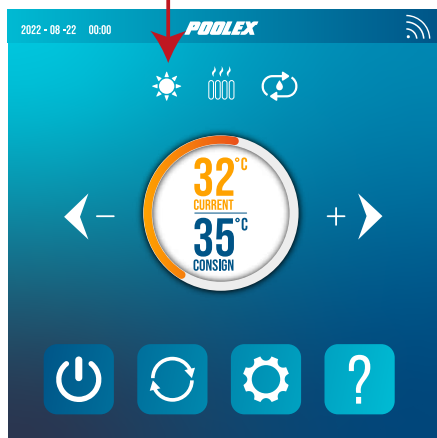 2022 - 08 -22 00:00
POOLEX
32°C
CURRENT
35°C
CONSIGN
- +
?